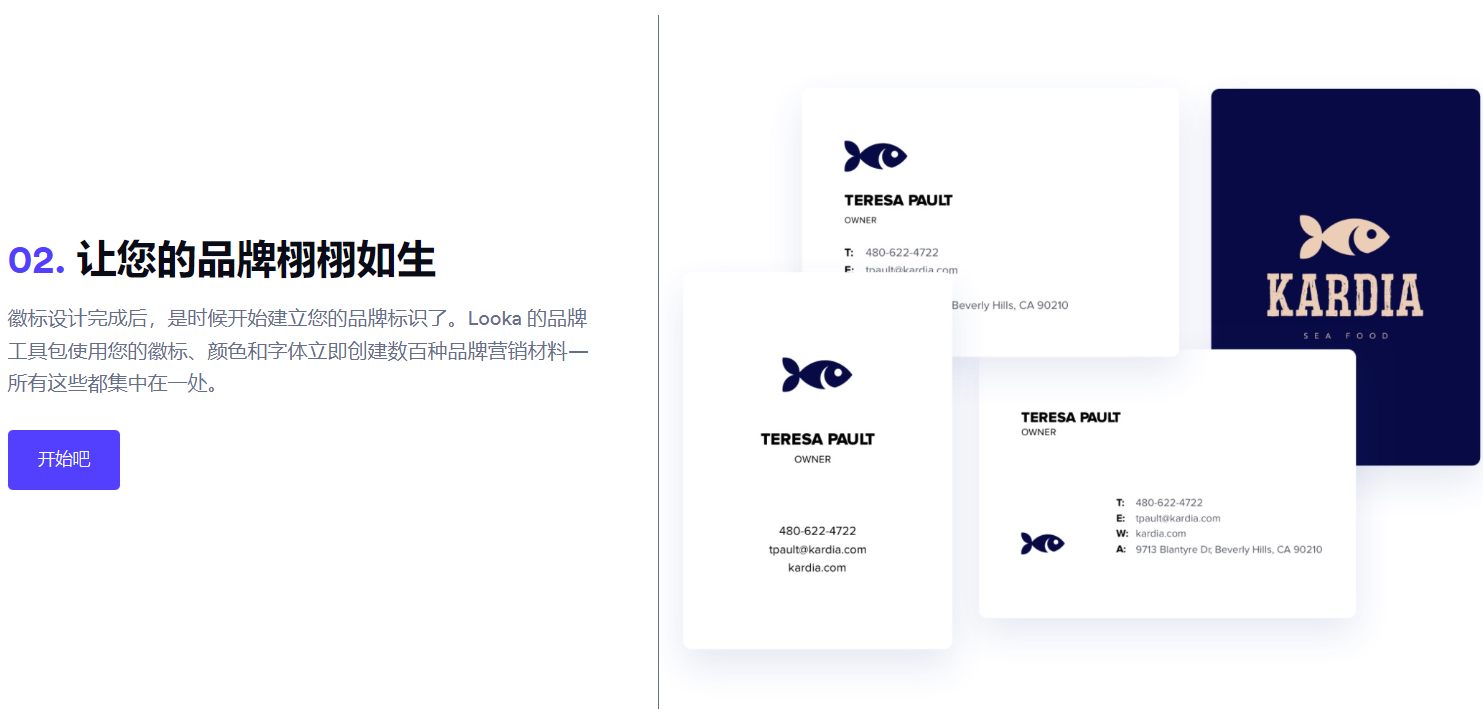 02. 让您的品牌栩栩如生
徽标设计完成后，是时候开始建立您的品牌标识了。Looka 的品牌
工具包使用您的徽标、颜色和字体立即创建数百种品牌营销材料—
所有这些都集中在一处。
开始吧
TERESA PAULT
OWNER
T: 480-622-4722
E: tpault@kardia.com
Beverly Hills, CA 90210
KARDIA
SEA FOOD
TERESA PAULT
OWNER
480-622-4722
tpault@kardia.com
kardia.com
TERESA PAULT
OWNER
T: 480-622-4722
E: tpault@kardia.com
W: kardia.com
A: 9713 Blantyre Dr, Beverly Hills, CA 90210